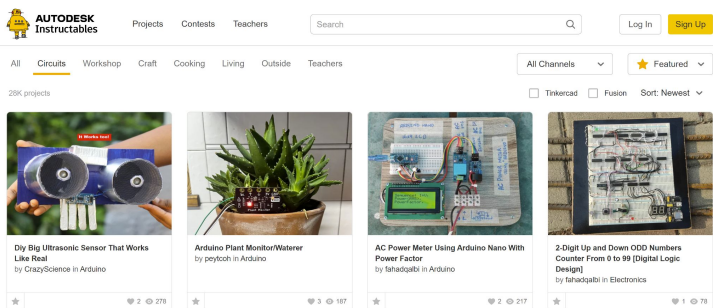 AUTODESK
Instructables
Projects Contests Teachers
Search
Log In Sign Up
All Circuits Workshop Craft Cooking Living Outside Teachers
All Channels
Featured
28K projects
Tinkercad Fusion Sort: Newest
It Works too!
Diy Big Ultrasonic Sensor That Works
Like Real
by CrazyScience in Arduino
2 278
Plant Monitor
Arduino Plant Monitor/Waterer
by peytcoh in Arduino
3 187
AC Power Meter Using Arduino Nano With
Power Factor
by fahadqalbi in Arduino
2 217
2-Digit Up and Down ODD Numbers
Counter From 0 to 99 [Digital Logic
Design]
by fahadqalbi in Electronics
1 78